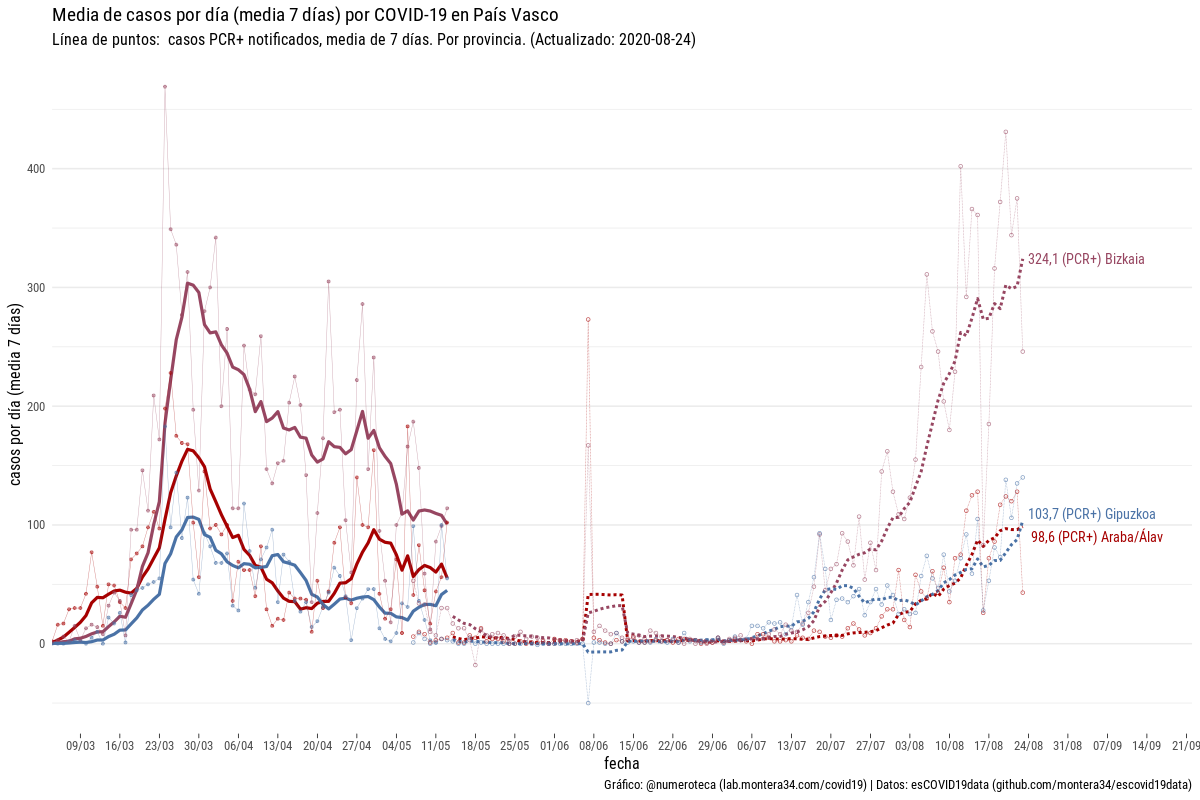 Media de casos por día (media 7 días) por COVID-19 en País Vasco
Línea de puntos:  casos PCR+ notificados, media de 7 días. Por provincia. (Actualizado: 2020-08-24)
casos por día (media 7 días)
400
300
200
100
0
324,1 (PCR+) Bizkaia
103,7 (PCR+) Gipuzkoa
98,6 (PCR+) Araba/Álav
09/03 16/03 23/03 30/03 06/04 13/04 20/04 27/04 04/05 11/05 18/05 25/05 01/06 08/06 15/06 22/06 29/06 06/07 13/07 20/07 27/07 03/08 10/08 17/08 24/08 31/08 07/09 14/09 21/09
fecha
Gráfico: @numeroteca (lab.montera34.com/covid19) | Datos: esCOVID19data (github.com/montera34/escovid19data)